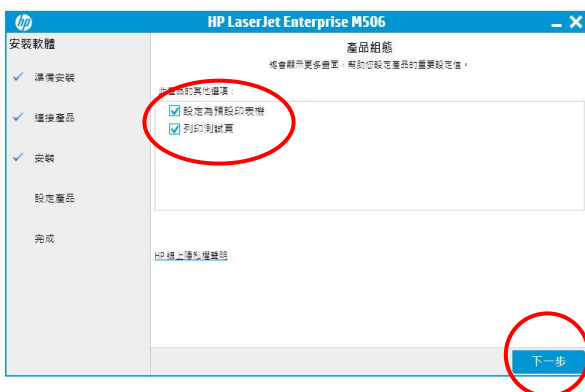 hp
HP LaserJet Enterprise M506
安裝軟體
準備安裝
連接產品
安裝
設定產品
完成
產品組態
將會顯示更多畫面，幫助您設定產品的重要設定值。
此產品的其他選項：
設定為預設印表機
列印測試頁
HP 線上隱私權聲明
下一步